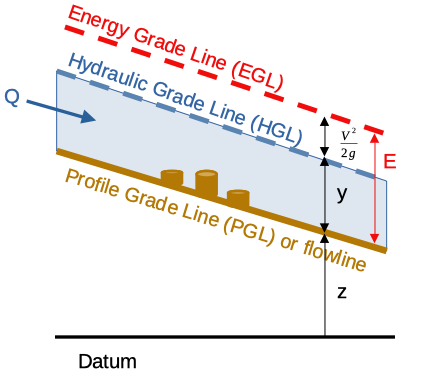 Energy Grade Line (EGL)
Hydraulic Grade Line (HGL)
Q
V²
2g
E
y
Profile Grade Line (PGL) or flowline
z
Datum